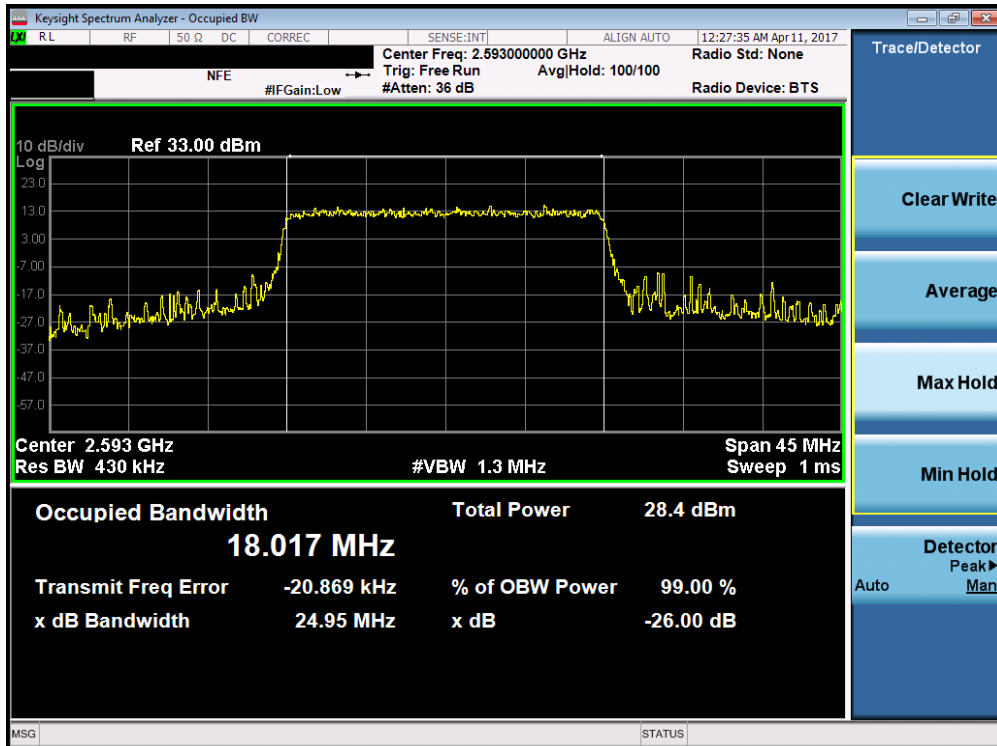 Keysight Spectrum Analyzer - Occupied BW
LXI RL RF 50 Ω DC CORREC SENSE:INT ALIGN AUTO 12:27:35 AM Apr 11, 2017
Center Freq: 2.593000000 GHz Radio Std: None
NFE Trig: Free Run Avg|Hold: 100/100
#IFGain:Low #Atten: 36 dB Radio Device: BTS
10 dB/div Ref 33.00 dBm
Log
23.0
13.0
3.00
-7.00
-17.0
-27.0
-37.0
-47.0
-57.0
Center 2.593 GHz Span 45 MHz
Res BW 430 kHz #VBW 1.3 MHz Sweep 1 ms
Occupied Bandwidth Total Power 28.4 dBm
18.017 MHz
Transmit Freq Error -20.869 kHz % of OBW Power 99.00 %
x dB Bandwidth 24.95 MHz x dB -26.00 dB
Trace/Detector
Clear Write
Average
Max Hold
Min Hold
Detector
Peak▶
Auto Man
MSG STATUS